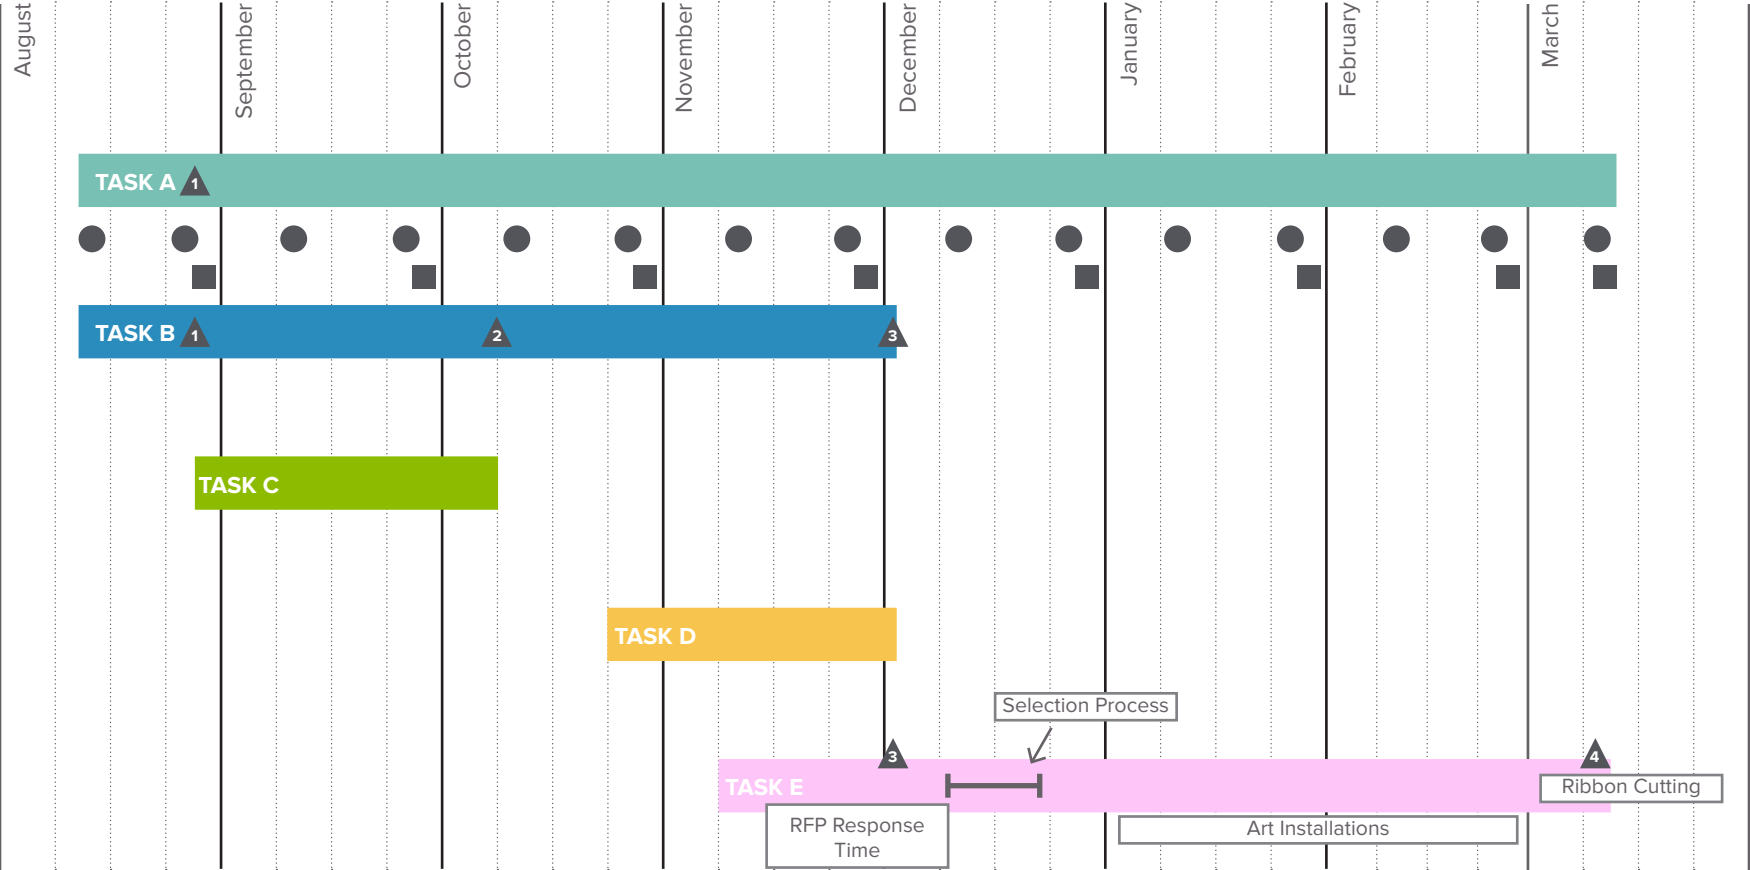 August
September
October
November
December
January
February
March
TASK A 1
TASK B 1 2 3
TASK C
TASK D
Selection Process
3
4
TASK E
Ribbon Cutting
RFP Response
Time
Art Installations